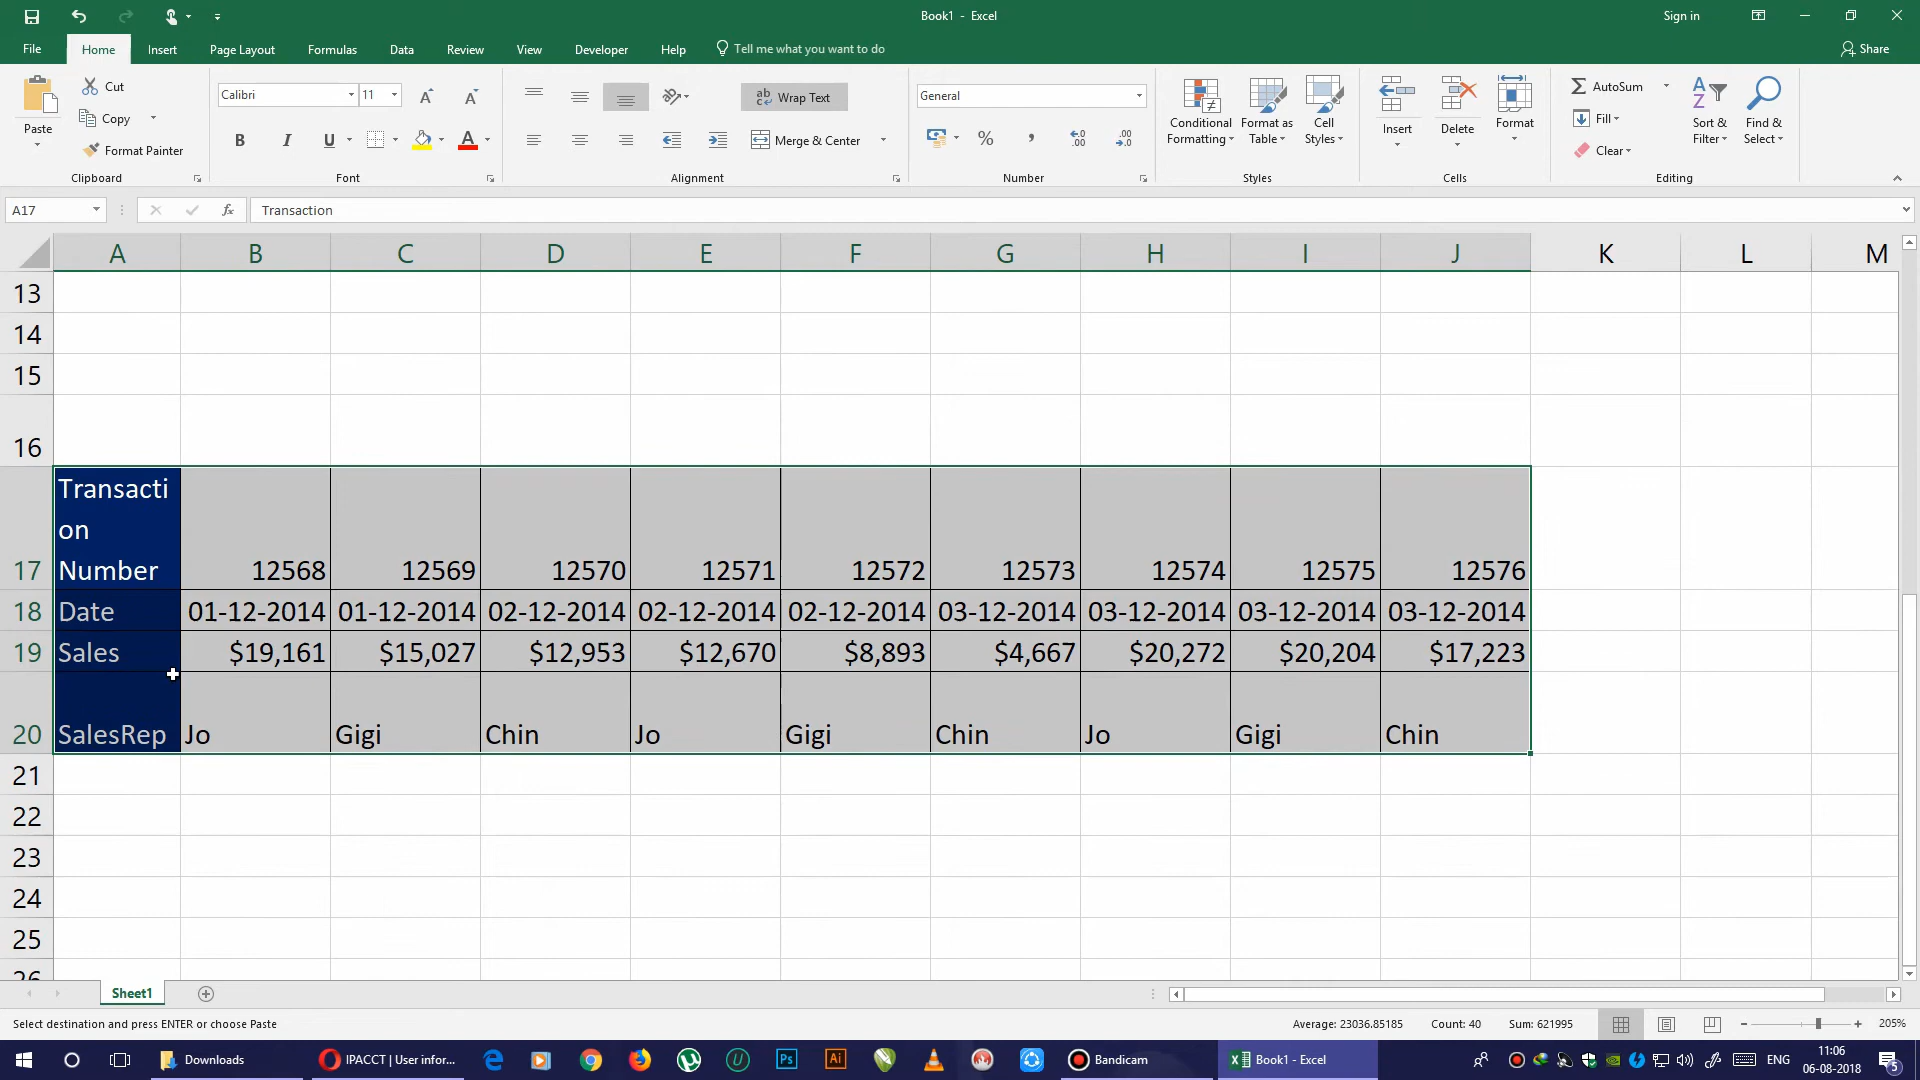 Book1 - Excel
Sign in
File Home Insert Page Layout Formulas Data Review View Developer Help Tell me what you want to do Share
Paste
Cut
Copy
Format Painter
Clipboard
Calibri 11
A A
B I U A
Font
ab Wrap Text
Merge & Center
Alignment
General
% , .00
Number
Conditional Formatting
Format as Table
Cell Styles
Styles
Insert
Delete
Format
Cells
AutoSum
Fill
Clear
Sort & Filter
Find & Select
Editing
A17 fx Transaction
A B C D E F G H I J K L M
13
14
15
16
17 Transacti
on
Number 12568 12569 12570 12571 12572 12573 12574 12575 12576
18 Date 01-12-2014 01-12-2014 02-12-2014 02-12-2014 02-12-2014 03-12-2014 03-12-2014 03-12-2014 03-12-2014
19 Sales $19,161 $15,027 $12,953 $12,670 $8,893 $4,667 $20,272 $20,204 $17,223
20 SalesRep Jo Gigi Chin Jo Gigi Chin Jo Gigi Chin
21
22
23
24
25
26
Sheet1
Select destination and press ENTER or choose Paste
Average: 23036.85185 Count: 40 Sum: 621995 205%
Downloads
IPACCT | User infor...
Ps
Ai
Bandicam
Book1 - Excel
ENG
11:06
06-08-2018
5